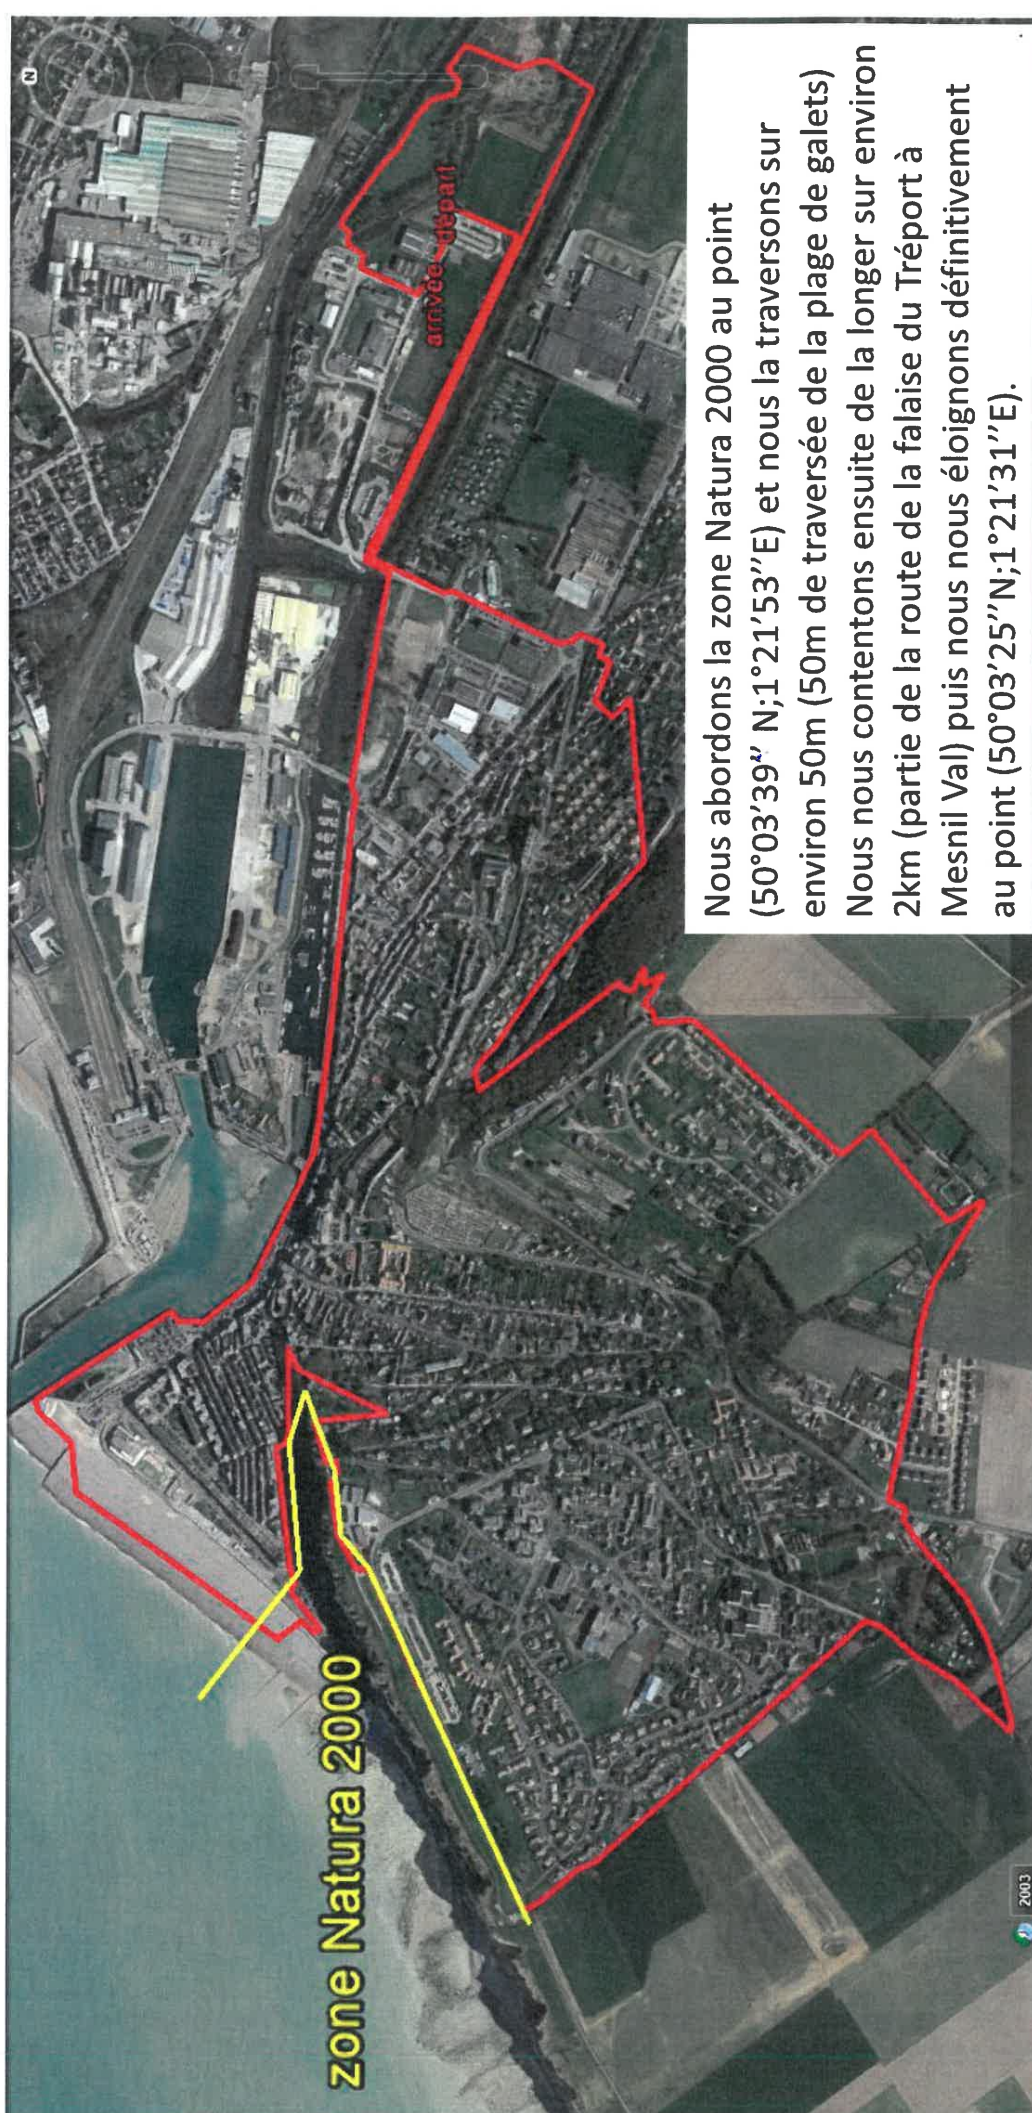 N
arrivée départ
zone Natura 2000
Nous abordons la zone Natura 2000 au point
(50°03’39’’ N;1°21’53’’E) et nous la traversons sur
environ 50m (50m de traversée de la plage de galets)
Nous nous contentons ensuite de la longer sur environ
2km (partie de la route de la falaise du Tréport à
Mesnil Val) puis nous nous éloignons définitivement
au point (50°03’25’’N;1°21’31’’E).
2003